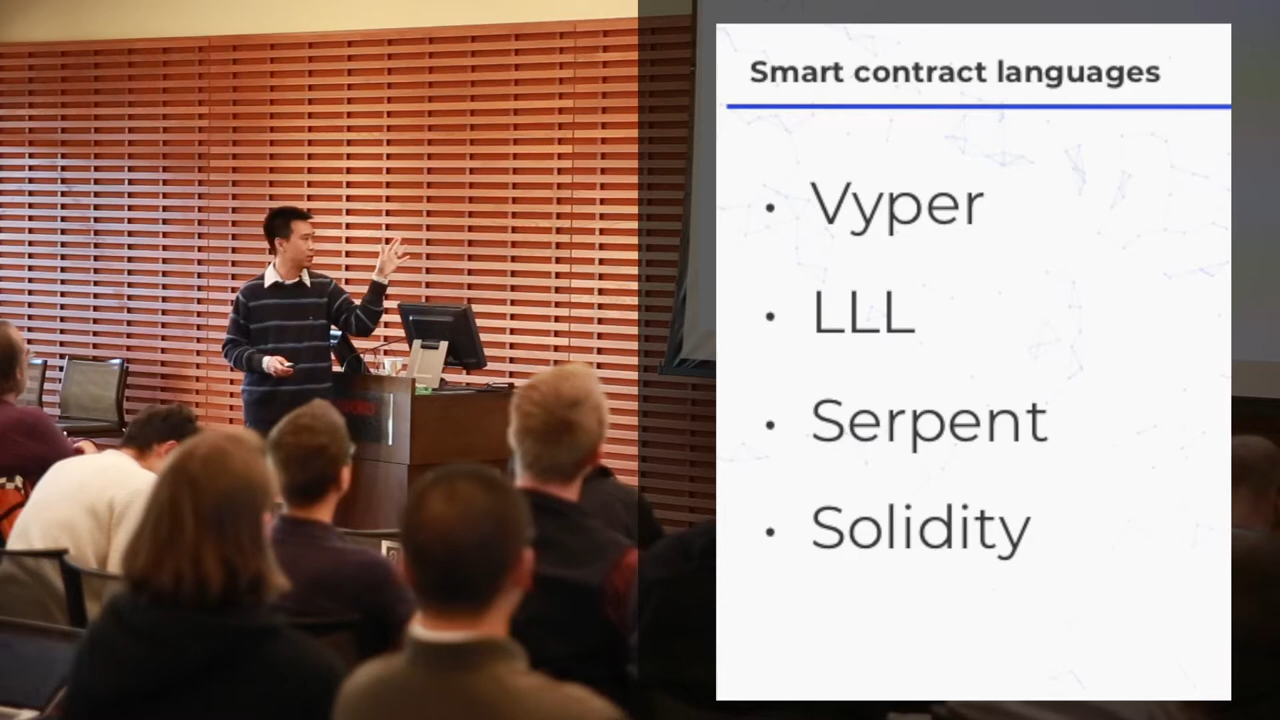 Smart contract languages
• Vyper
• LLL
• Serpent
• Solidity